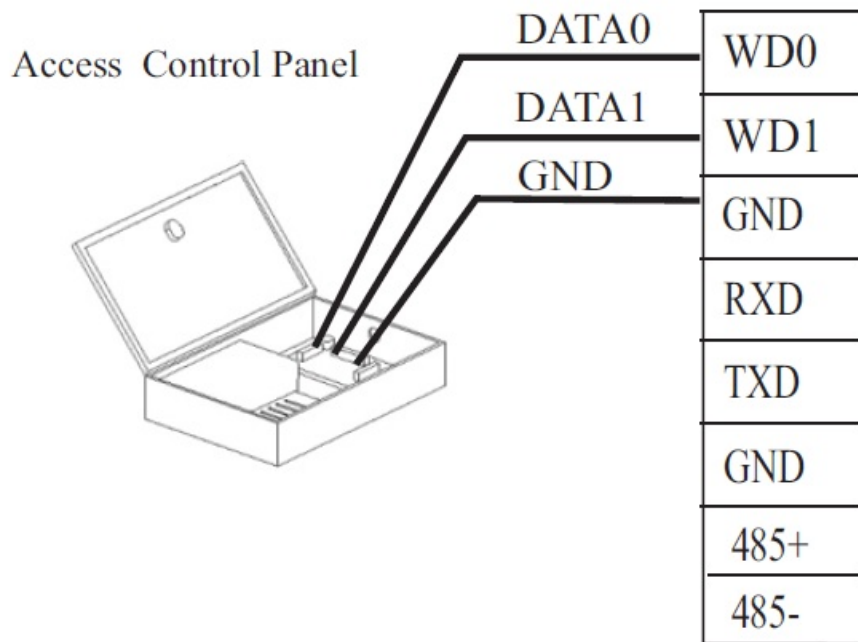 Access Control Panel
DATA0
DATA1
GND
WD0
WD1
GND
RXD
TXD
GND
485+
485-